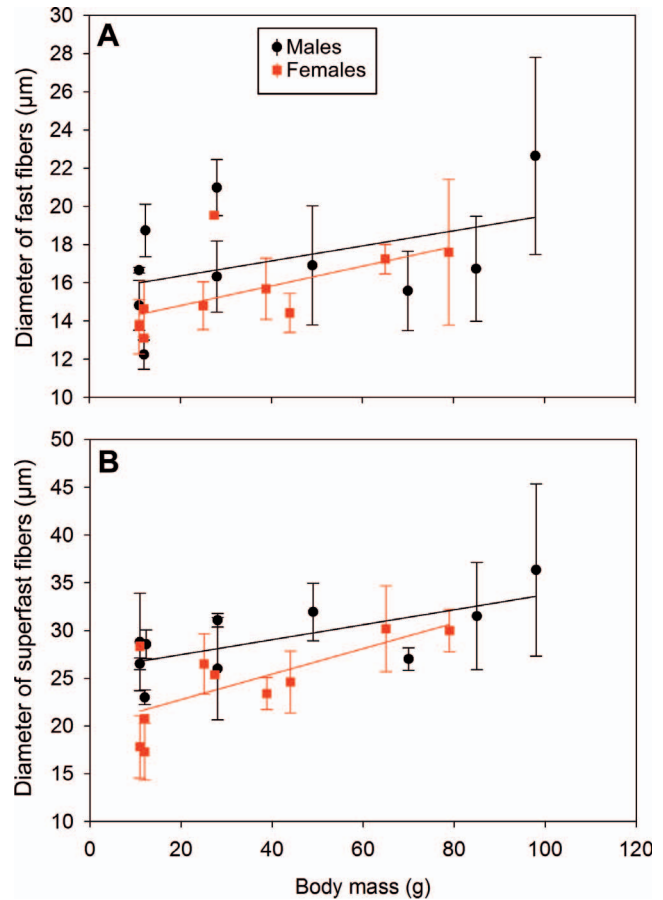 A
Males
Females
Diameter of fast fibers (µm)
30
28
26
24
22
20
18
16
14
12
10
B
Diameter of superfast fibers (µm)
50
45
40
35
30
25
20
15
10
0 20 40 60 80 100 120
Body mass (g)